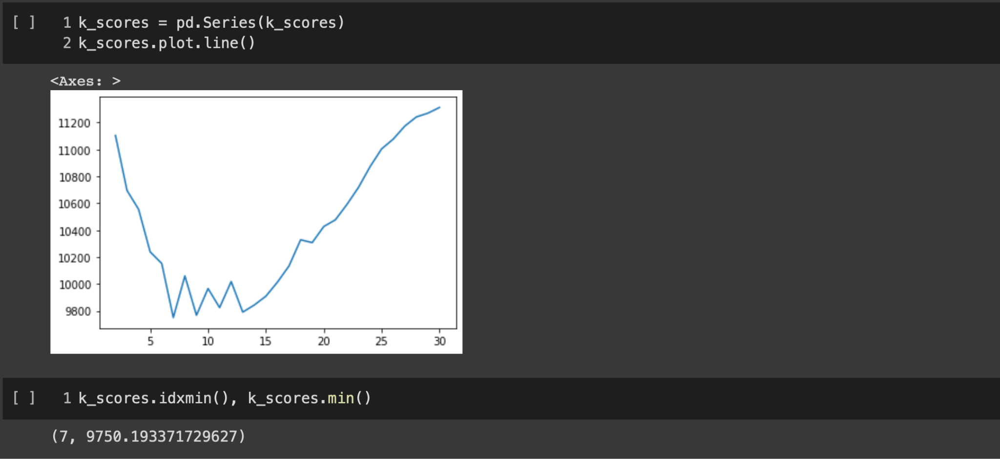 [ ] 1 k_scores = pd.Series(k_scores)
2 k_scores.plot.line()
<Axes: >
11200
11000
10800
10600
10400
10200
10000
9800
5 10 15 20 25 30
[ ] 1 k_scores.idxmin(), k_scores.min()
(7, 9750.193371729627)